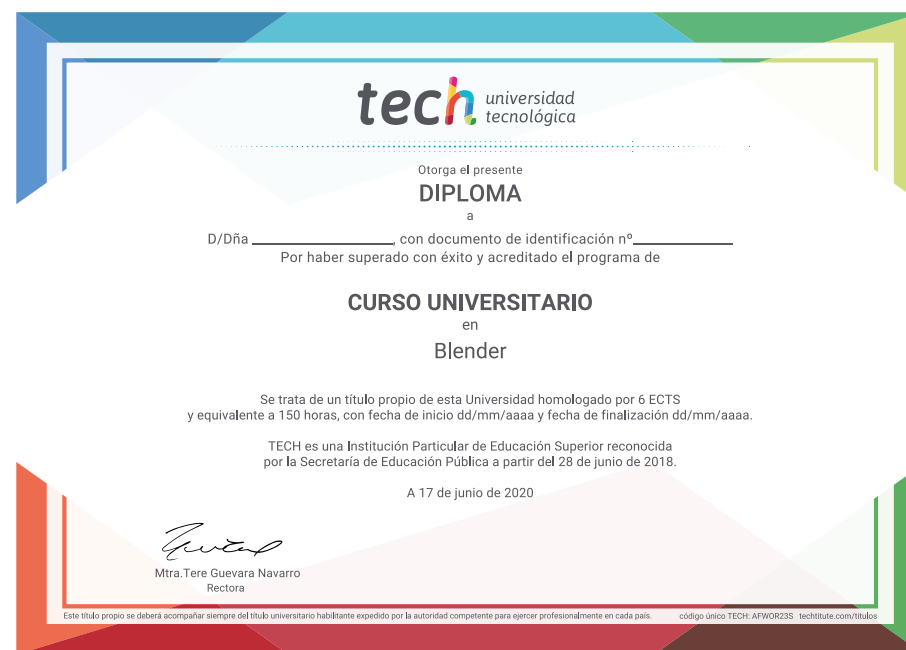 tech universidad
tecnológica
Otorga el presente
DIPLOMA
a
D/Dña ____________, con documento de identificación nº____________
Por haber superado con éxito y acreditado el programa de
CURSO UNIVERSITARIO
en
Blender
Se trata de un título propio de esta Universidad homologado por 6 ECTS
y equivalente a 150 horas, con fecha de inicio dd/mm/aaaa y fecha de finalización dd/mm/aaaa.
TECH es una Institución Particular de Educación Superior reconocida
por la Secretaría de Educación Pública a partir del 28 de junio de 2018.
A 17 de junio de 2020
Mtra.Tere Guevara Navarro
Rectora
Este título propio se deberá acompañar siempre del título universitario habilitante expedido por la autoridad competente para ejercer profesionalmente en cada país. código único TECH: AFWOR23S techtitute.com/títulos